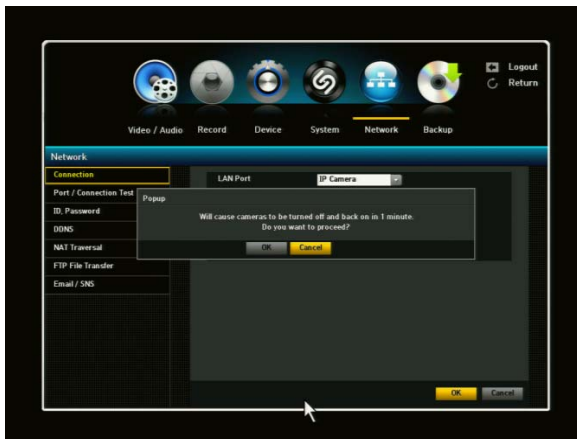 Logout
Return
Video / Audio Record Device System Network Backup
Network
Connection
LAN Port IP Camera
Port / Connection Test
Popup
Will cause cameras to be turned off and back on in 1 minute.
Do you want to proceed?
OK Cancel
ID, Password
DDNS
NAT Traversal
FTP File Transfer
Email / SNS
OK Cancel